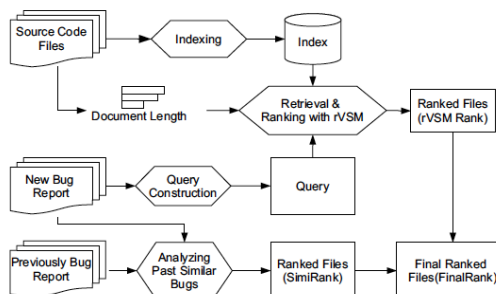 Source Code
Files
Indexing
Index
Document Length
Retrieval &
Ranking with rVSM
Ranked Files
(rVSM Rank)
New Bug
Report
Query
Construction
Query
Previously Bug
Report
Analyzing
Past Similar
Bugs
Ranked Files
(SimiRank)
Final Ranked
Files(FinalRank)